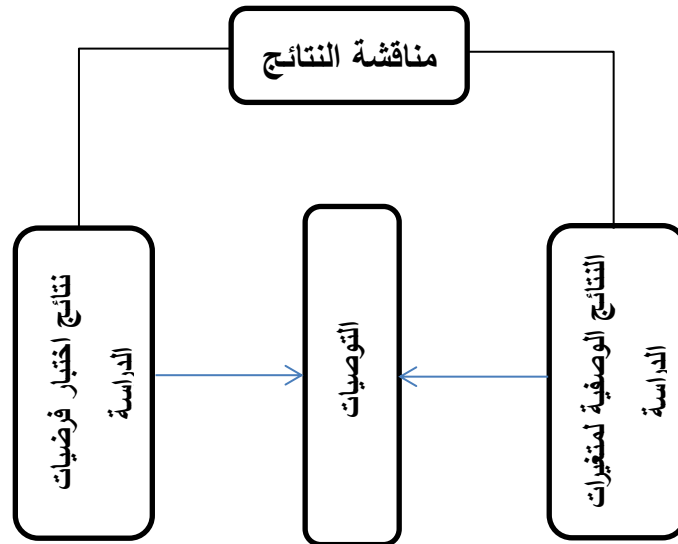 مناقشة النتائج
النتائج الوصفية لمتغيرات
الدراسة
التوصيات
نتائج اختبار فرضيات
الدراسة